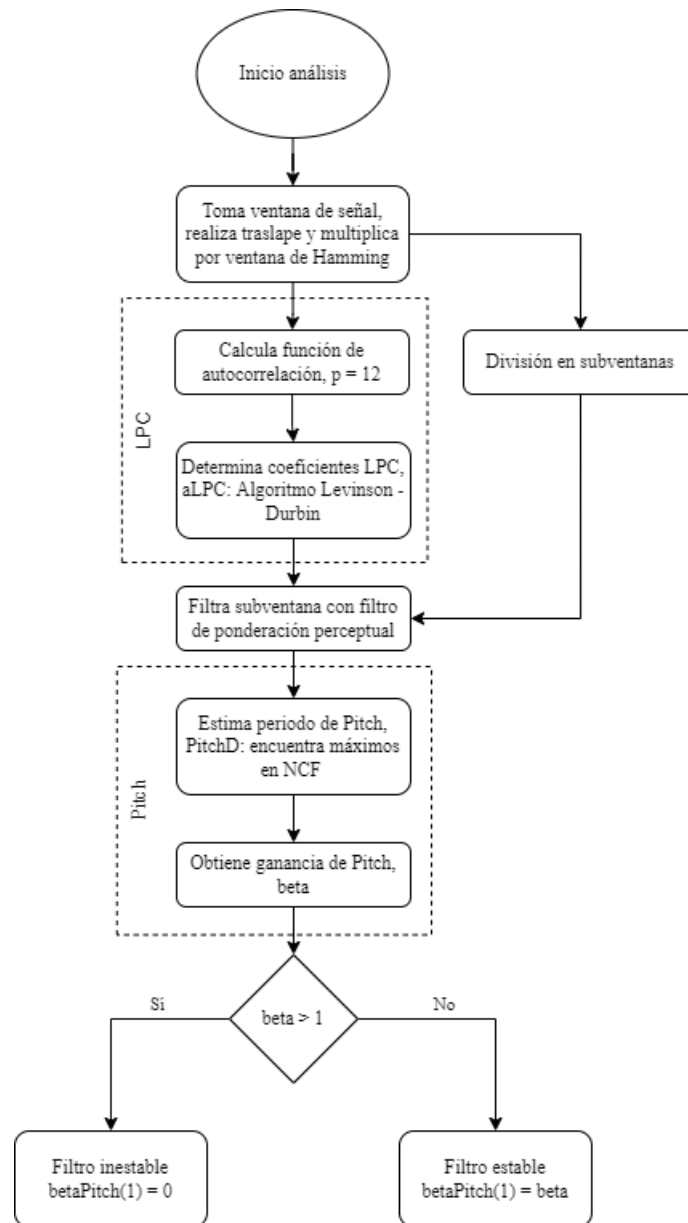 Inicio análisis
Toma ventana de señal,
realiza traslape y multiplica
por ventana de Hamming
LPC
Calcula función de
autocorrelación, p = 12
División en subventanas
Determina coeficientes LPC,
aLPC: Algoritmo Levinson -
Durbin
Filtra subventana con filtro
de ponderación perceptual
Pitch
Estima periodo de Pitch,
PitchD: encuentra máximos
en NCF
Obtiene ganancia de Pitch,
beta
Sí
beta > 1
No
Filtro inestable
betaPitch(1) = 0
Filtro estable
betaPitch(1) = beta